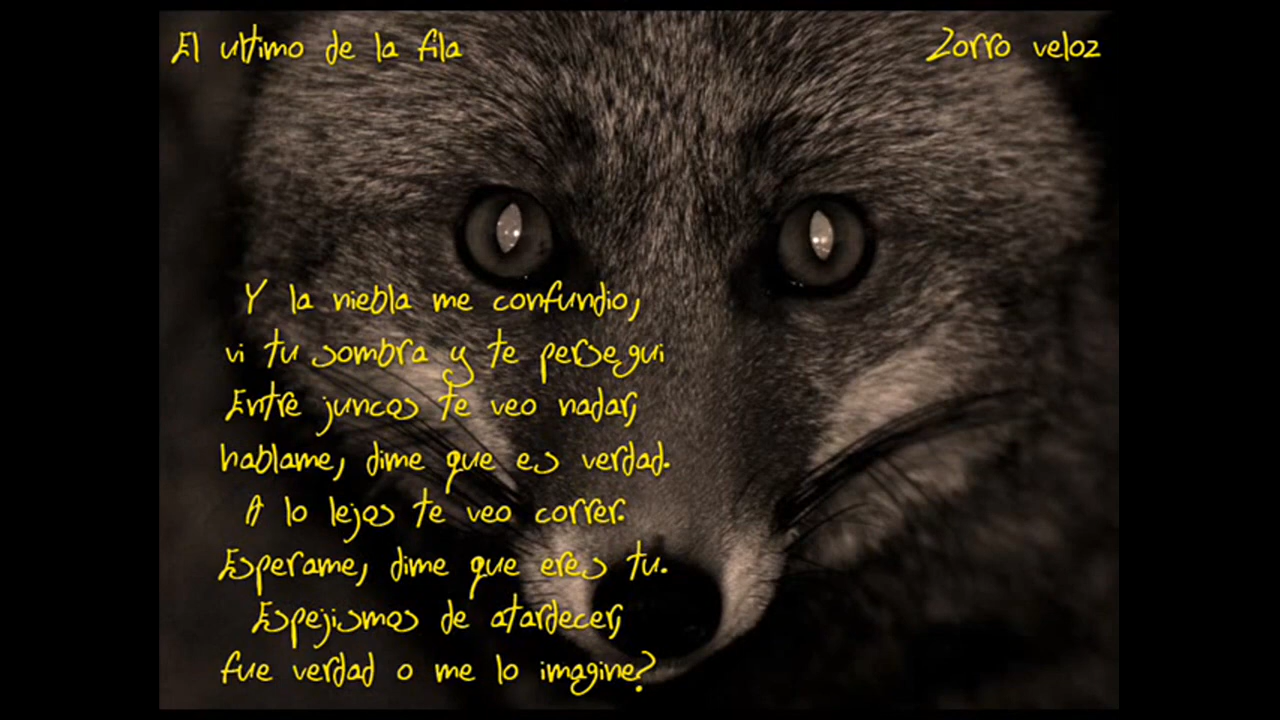 El ultimo de la fila
Zorro veloz
Y la niebla me confundio,
vi tu sombra y te persegui
Entre juncos te veo nadar,
hablame, dime que es verdad.
A lo lejos te veo correr.
Esperame, dime que eres tu.
Espejismos de atardecer,
fue verdad o me lo imagine?